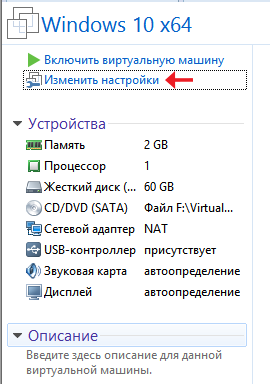 Windows 10 x64
Включить виртуальную машину
Изменить настройки
Устройства
Память 2 GB
Процессор 1
Жесткий диск (... 60 GB
CD/DVD (SATA) Файл F:\Virtual...
Сетевой адаптер NAT
USB-контроллер присутствует
Звуковая карта автоопределение
Дисплей автоопределение
Описание
Введите здесь описание для данной
виртуальной машины.